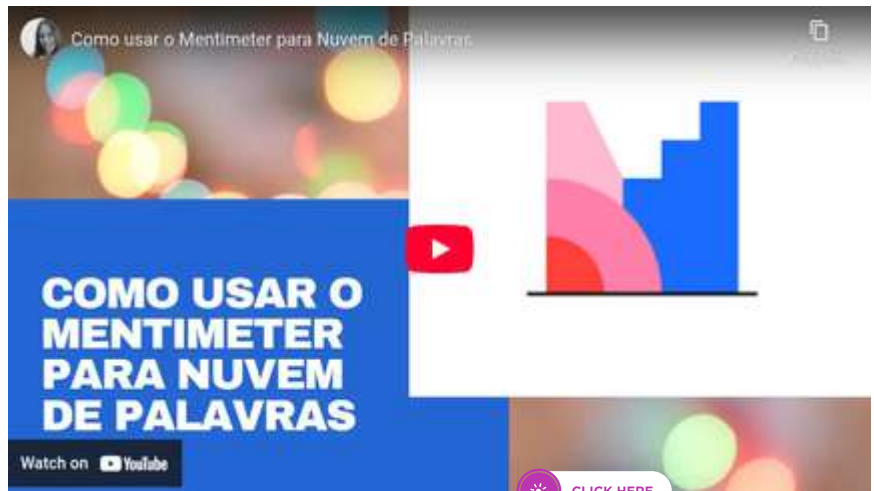 Como usar o Mentimeter para Nuvem de Palavras
COMO USAR O
MENTIMETER
PARA NUVEM
DE PALAVRAS
Watch on YouTube
CLICK HERE